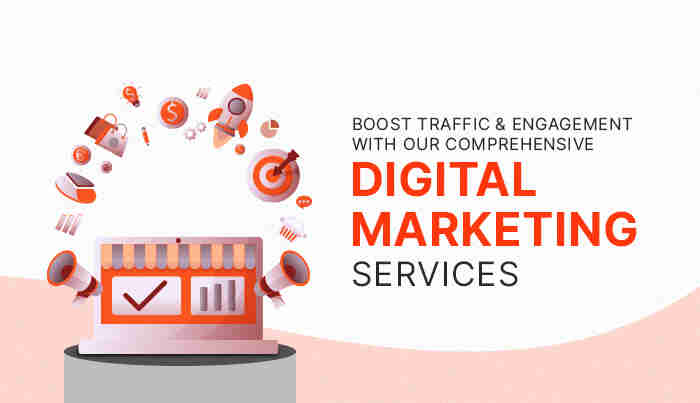 BOOST TRAFFIC & ENGAGEMENT
WITH OUR COMPREHENSIVE
DIGITAL
MARKETING
SERVICES